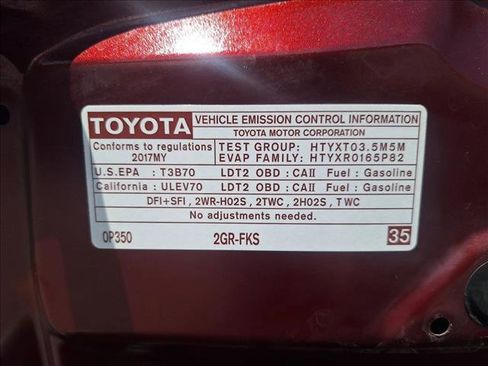 TOYOTA VEHICLE EMISSION CONTROL INFORMATION
TOYOTA MOTOR CORPORATION
Conforms to regulations TEST GROUP: HTYXT03.5M5M
2017MY EVAP FAMILY: HTYXR0165P82
U.S.EPA : T3B70 LDT2 OBD : CAII Fuel : Gasoline
California : ULEV70 LDT2 OBD : CAII Fuel : Gasoline
DFI+SFI , 2WR-HO2S , 2TWC , 2HO2S , TWC
No adjustments needed.
0P350 2GR-FKS 35